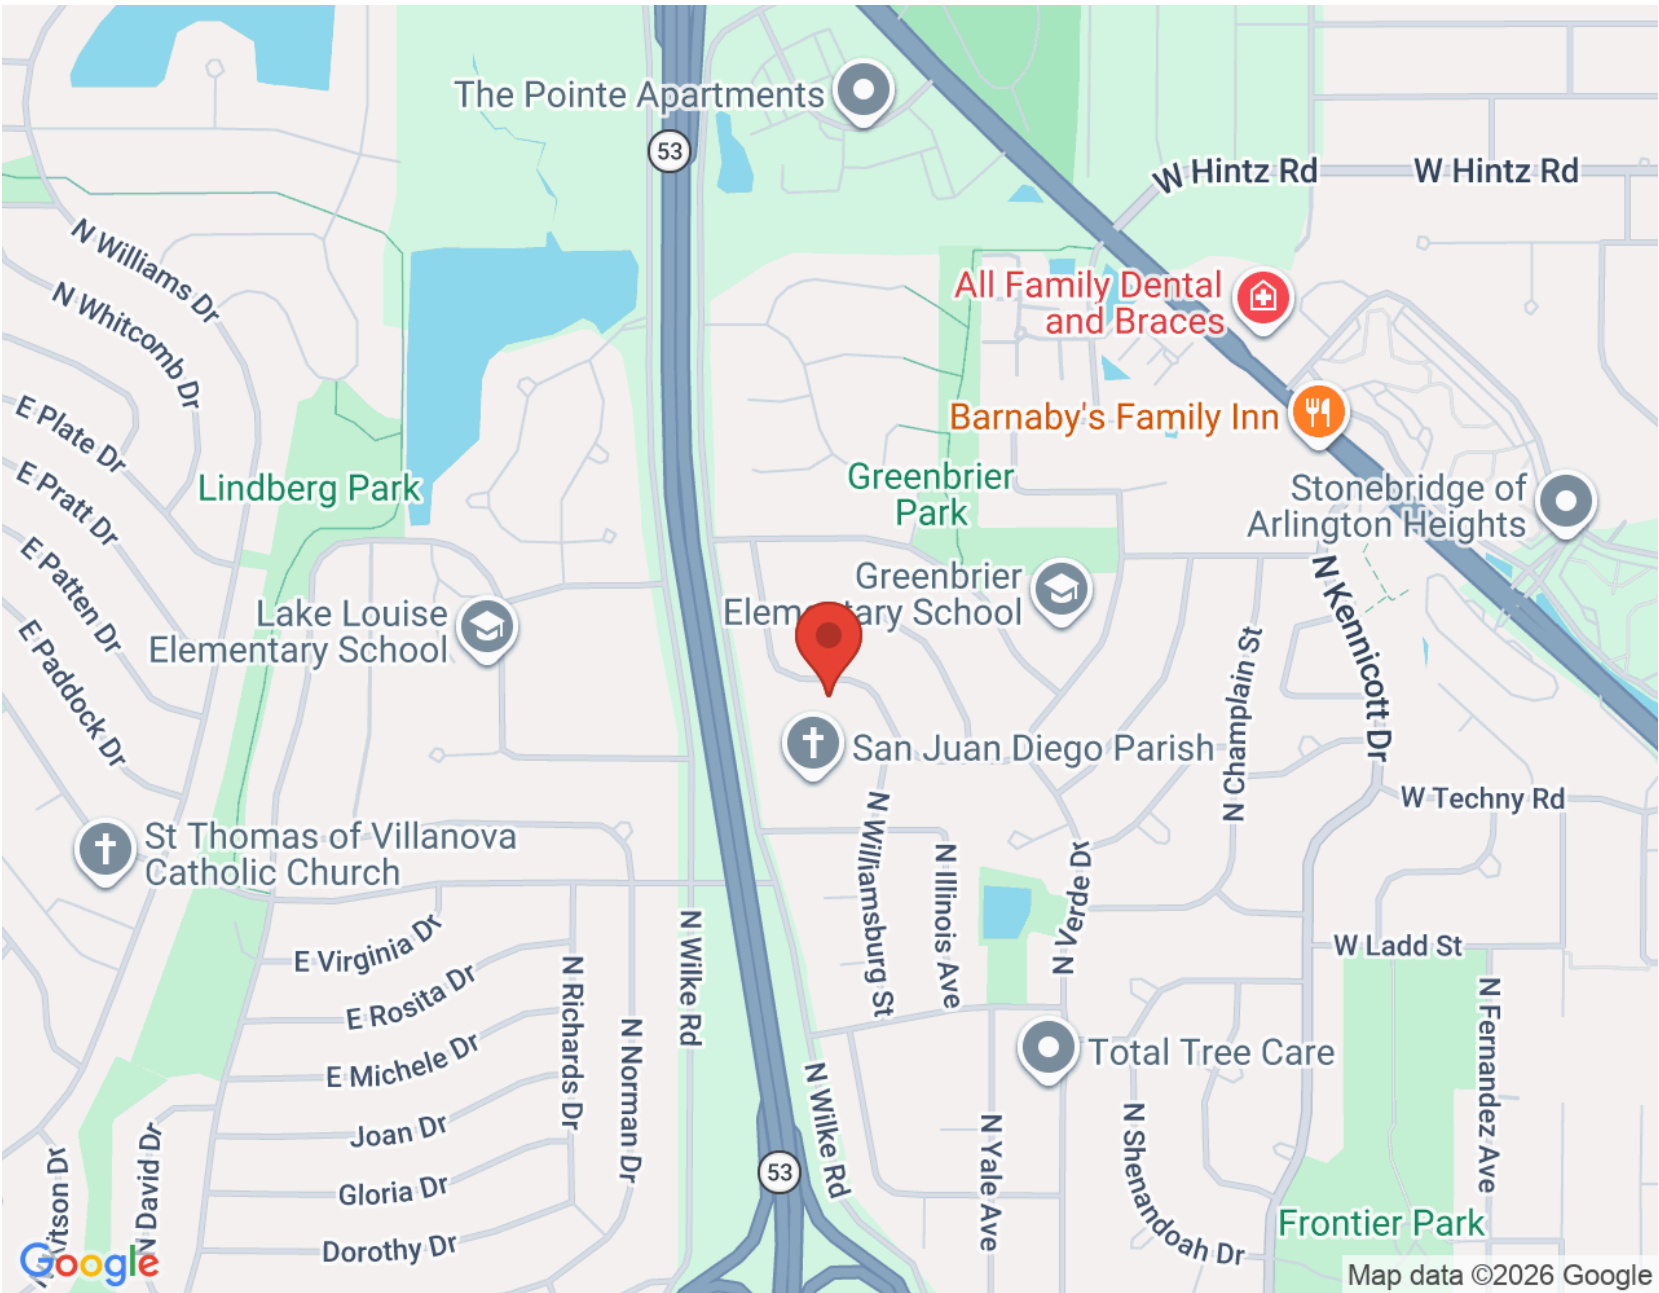 The Pointe Apartments
53
W Hintz Rd
W Hintz Rd
N Williams Dr
All Family Dental
and Braces
N Whitcomb Dr
Barnaby's Family Inn
E Plate Dr
Lindberg Park
Greenbrier
Park
Stonebridge of
Arlington Heights
E Pratt Dr
E Patten Dr
Greenbrier
Elementary School
N Kennicott Dr
Lake Louise
Elementary School
E Paddock Dr
N Champlain St
San Juan Diego Parish
W Techny Rd
St Thomas of Villanova
Catholic Church
N Williamsburg St
N Illinois Ave
N Verde Dr
E Virginia Dr
N Wilke Rd
W Ladd St
E Rosita Dr
N Richards Dr
N Norman Dr
N Fernandez Ave
E Michele Dr
Total Tree Care
N Wilke Rd
Joan Dr
N Yale Ave
N Shenandoah Dr
N David Dr
53
Gloria Dr
Frontier Park
Dorothy Dr
Google
Map data ©2026 Google